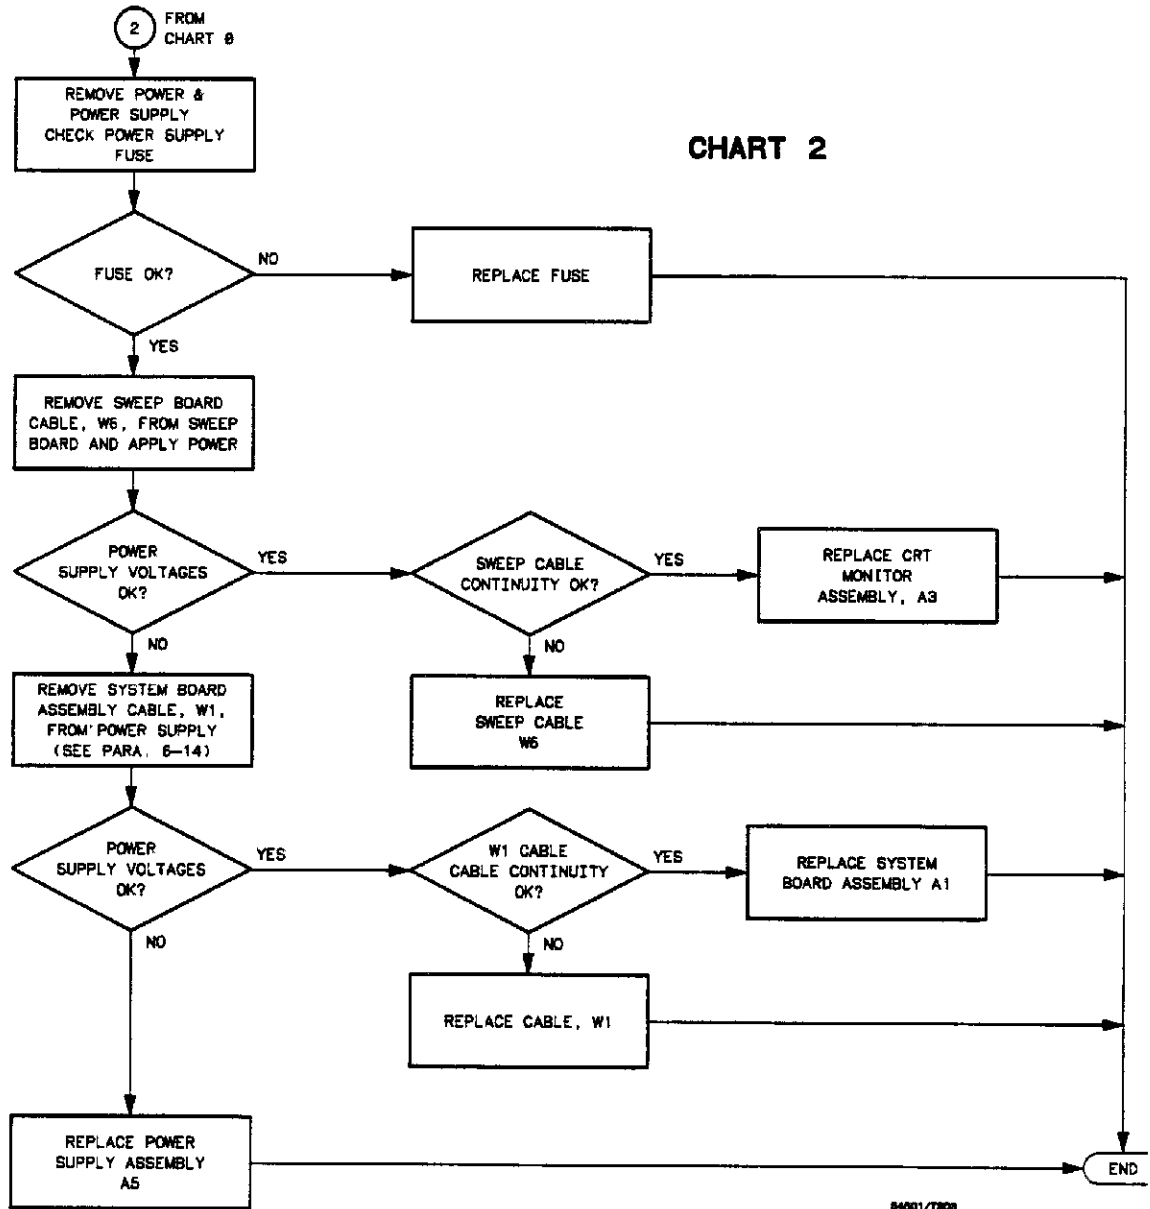 2
FROM
CHART 0
REMOVE POWER &
POWER SUPPLY
CHECK POWER SUPPLY
FUSE
CHART 2
FUSE OK?
NO
REPLACE FUSE
YES
REMOVE SWEEP BOARD
CABLE, W6, FROM SWEEP
BOARD AND APPLY POWER
POWER
SUPPLY VOLTAGES
OK?
YES
SWEEP CABLE
CONTINUITY OK?
YES
REPLACE CRT
MONITOR
ASSEMBLY, A3
NO
NO
REMOVE SYSTEM BOARD
ASSEMBLY CABLE, W1,
FROM POWER SUPPLY
(SEE PARA. 6-14)
REPLACE
SWEEP CABLE
W6
POWER
SUPPLY VOLTAGES
OK?
YES
W1 CABLE
CABLE CONTINUITY
OK?
YES
REPLACE SYSTEM
BOARD ASSEMBLY A1
NO
NO
REPLACE CABLE, W1
REPLACE POWER
SUPPLY ASSEMBLY
A5
END